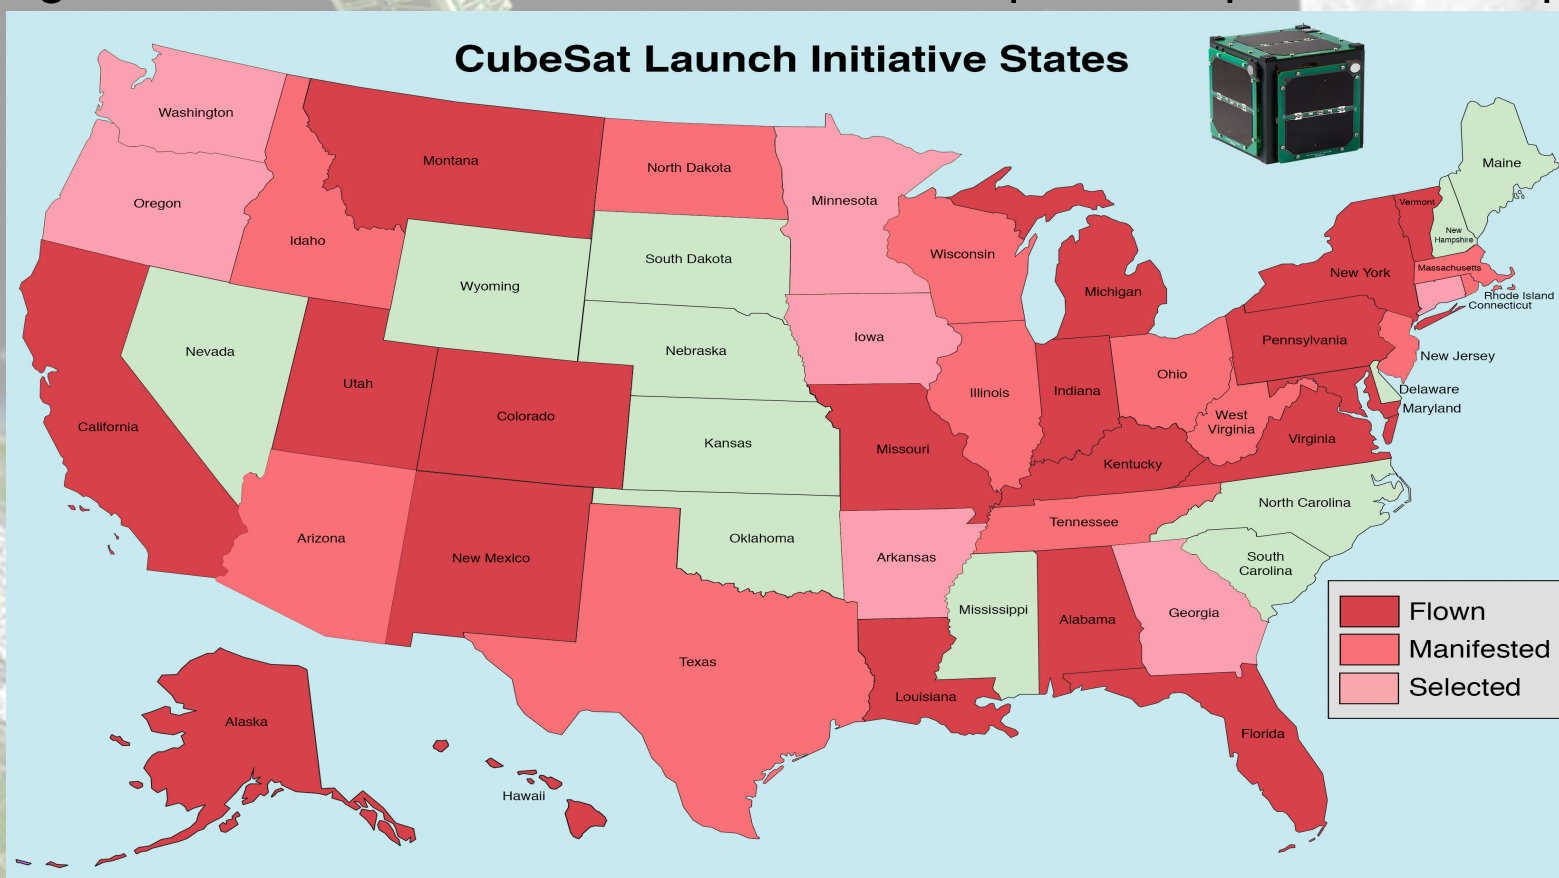 CubeSat Launch Initiative States
Washington
Montana
North Dakota
Minnesota
Maine
Oregon
Idaho
Wisconsin
Vermont
New
Hampshire
South Dakota
Wyoming
Michigan
New York
Massachusetts
Rhode Island
Connecticut
Nevada
Nebraska
Iowa
Pennsylvania
New Jersey
Utah
Colorado
Illinois
Indiana
Ohio
Delaware
Maryland
California
Kansas
Missouri
West
Virginia
Virginia
Kentucky
Arizona
New Mexico
Oklahoma
Arkansas
Tennessee
North Carolina
South
Carolina
Mississippi
Alabama
Georgia
Texas
Louisiana
Florida
Alaska
Hawaii
Flown
Manifested
Selected